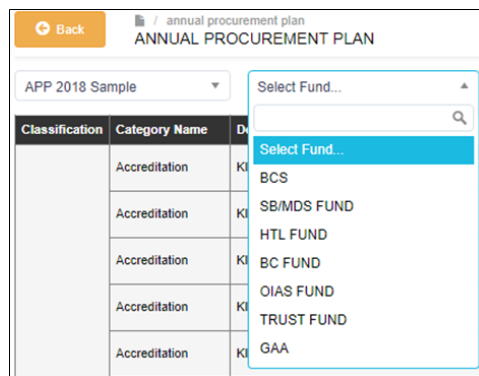 Back
/ annual procurement plan
ANNUAL PROCUREMENT PLAN
APP 2018 Sample
Select Fund...
Classification Category Name
Select Fund...
BCS
SB/MDS FUND
HTL FUND
BC FUND
OIAS FUND
TRUST FUND
GAA
Accreditation
Accreditation
Accreditation
Accreditation
Accreditation